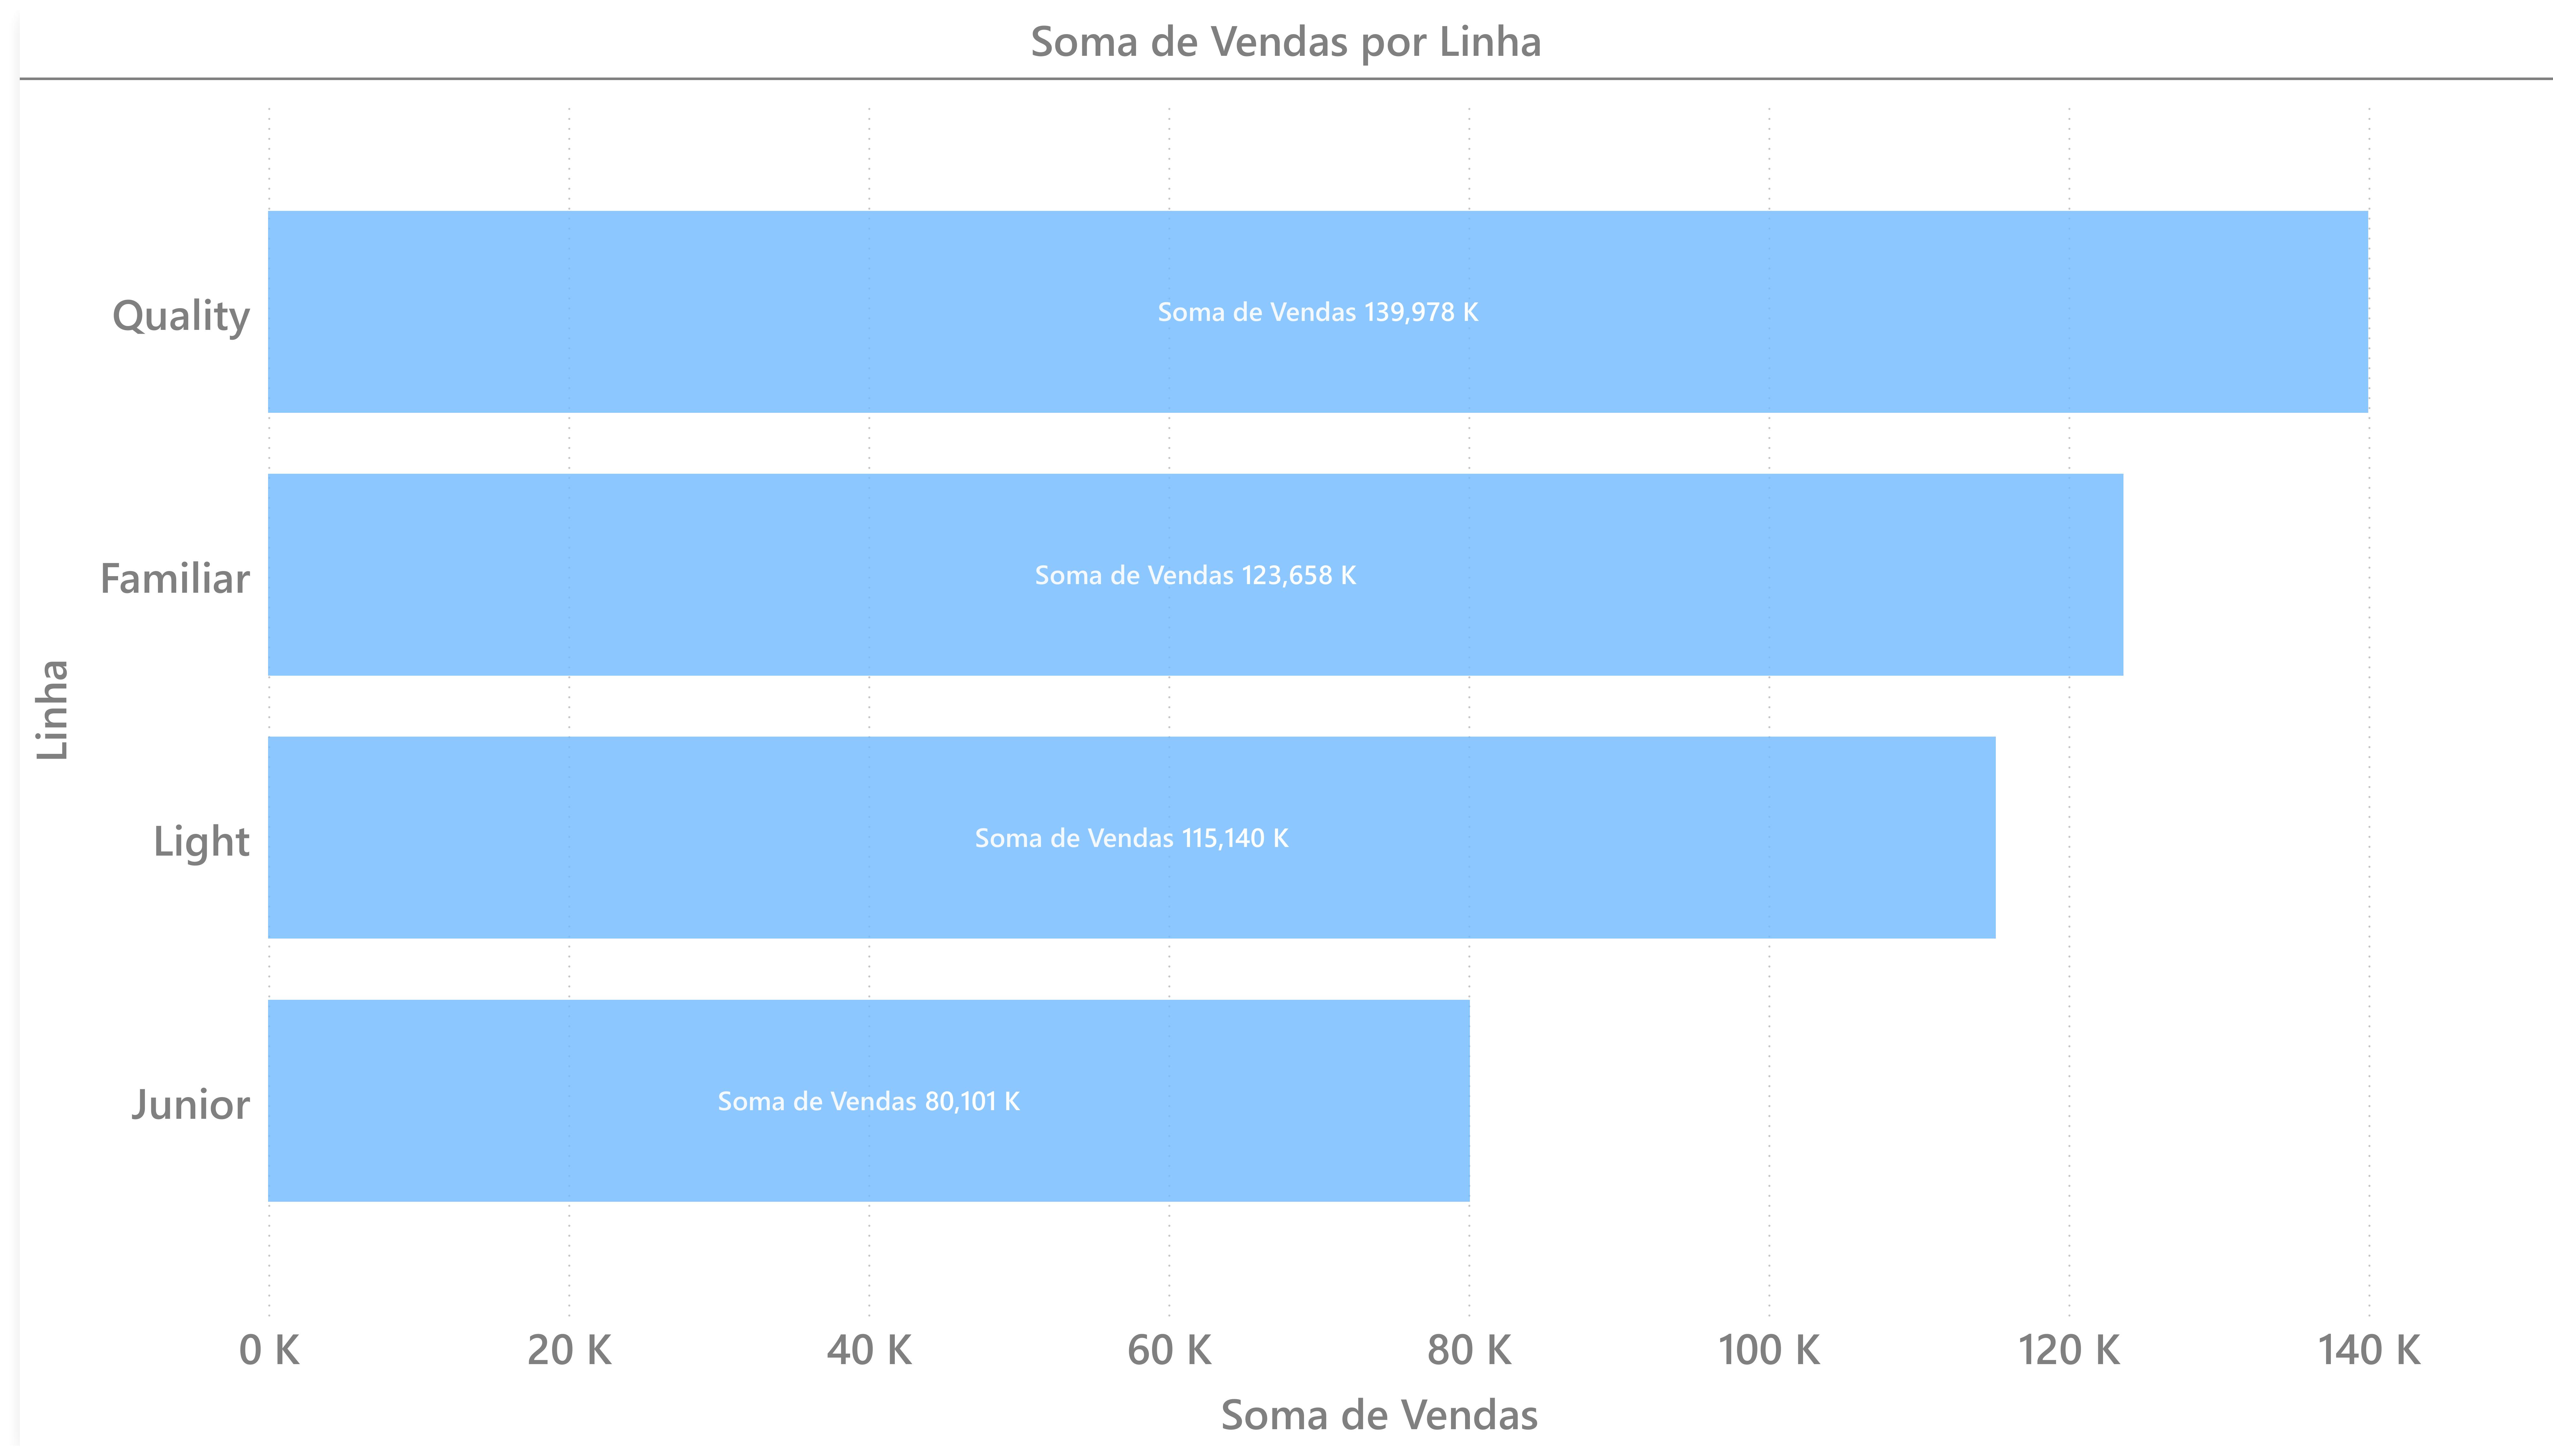 Soma de Vendas por Linha
Linha
Quality
Soma de Vendas 139,978 K
Familiar
Soma de Vendas 123,658 K
Light
Soma de Vendas 115,140 K
Junior
Soma de Vendas 80,101 K
0 K 20 K 40 K 60 K 80 K 100 K 120 K 140 K
Soma de Vendas